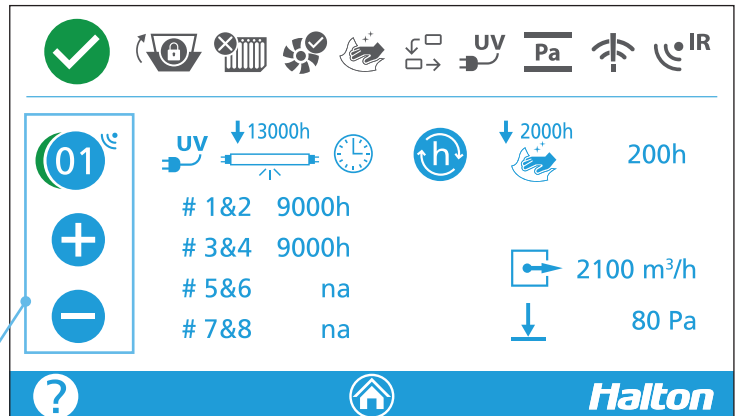 UV Pa IR
01 UV 13000h h 2000h 200h
# 1&2 9000h
# 3&4 9000h
# 5&6 na
# 7&8 na
2100 m³/h
80 Pa
? Halton